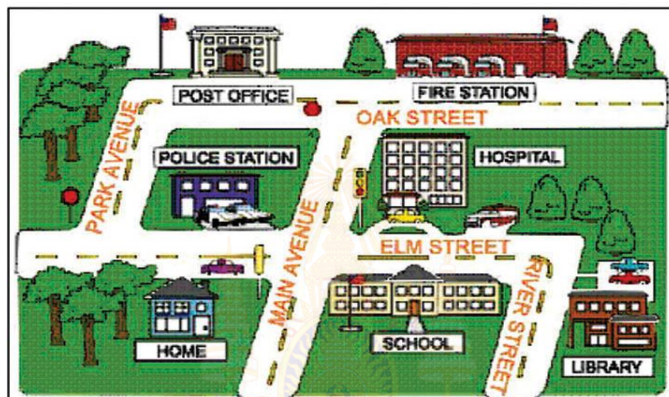 POST OFFICE
FIRE STATION
OAK STREET
PARK AVENUE
POLICE STATION
HOSPITAL
MAIN AVENUE
ELM STREET
RIVER STREET
HOME
SCHOOL
LIBRARY